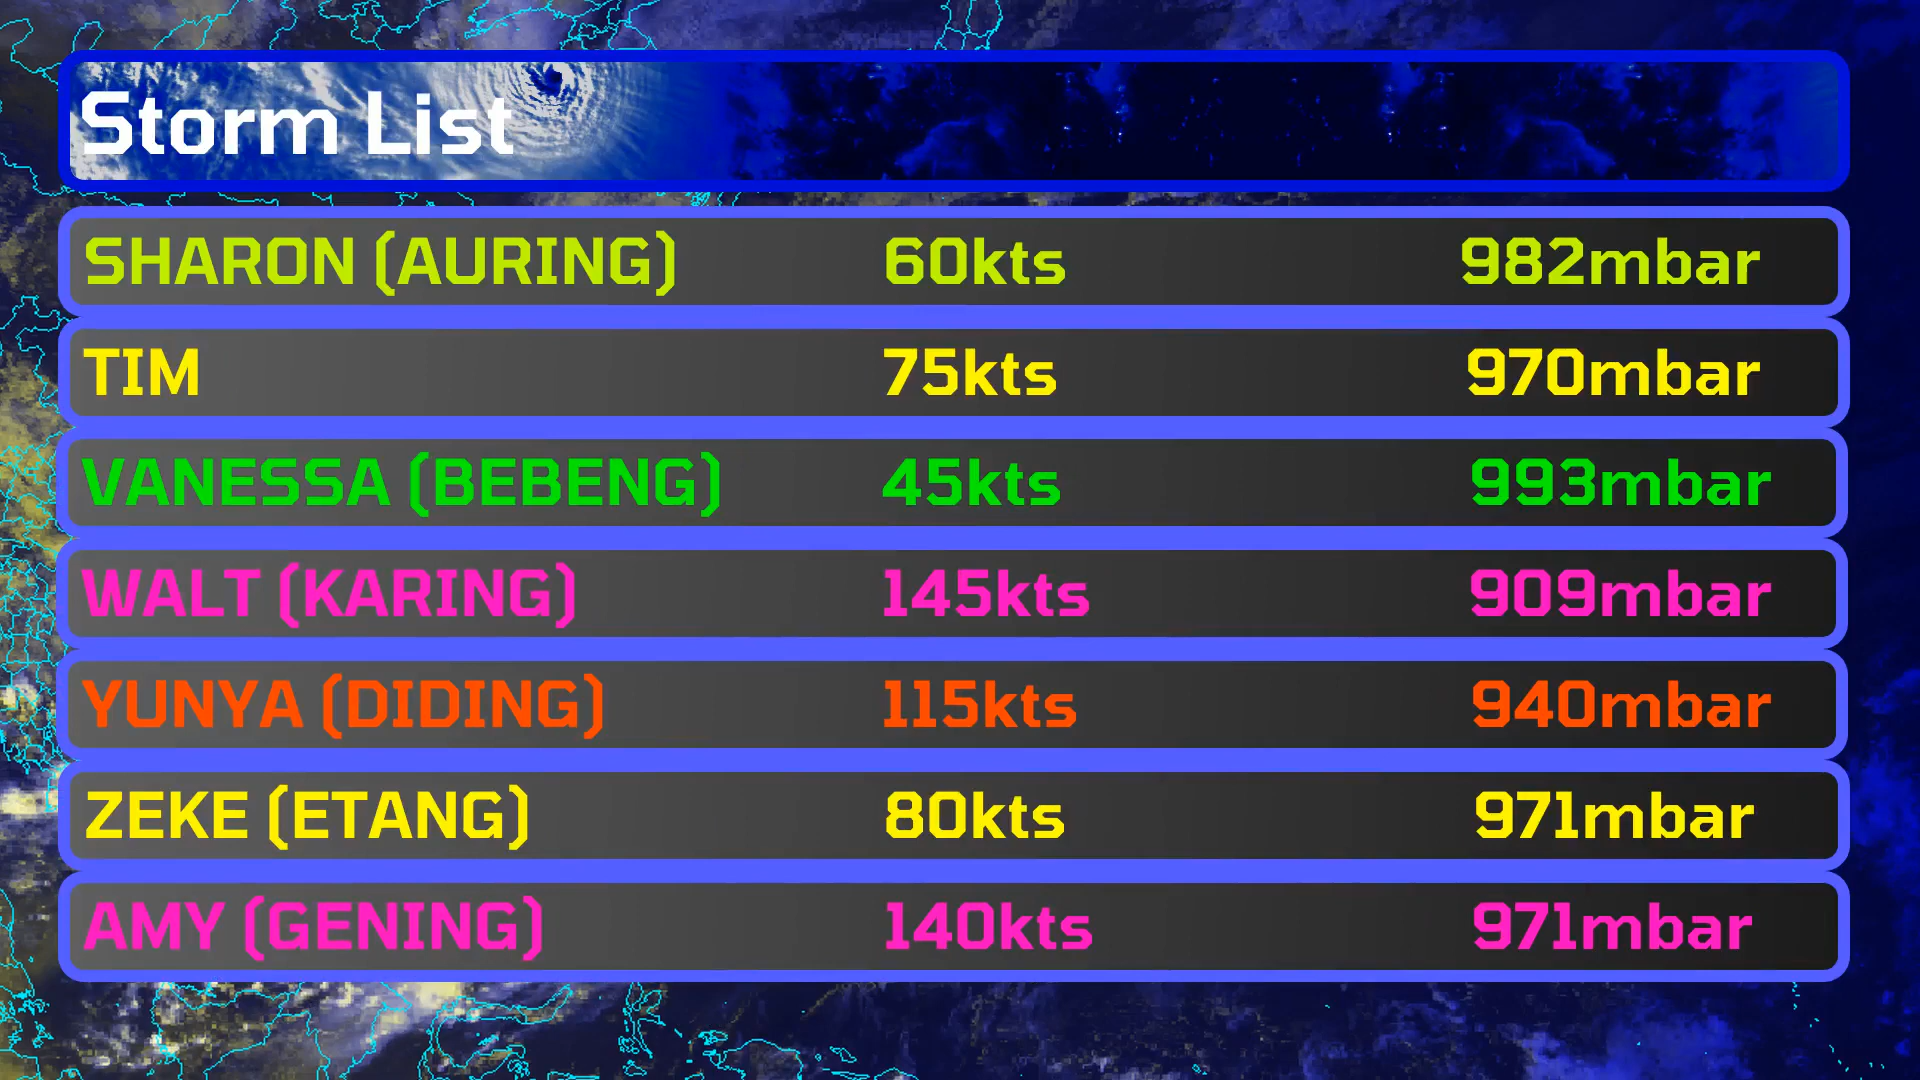 Storm List
SHARON (AURING) 60kts 982mbar
TIM 75kts 970mbar
VANESSA (BEBENG) 45kts 993mbar
WALT (KARING) 145kts 909mbar
YUNYA (DIDING) 115kts 940mbar
ZEKE (ETANG) 80kts 971mbar
AMY (GENING) 140kts 971mbar